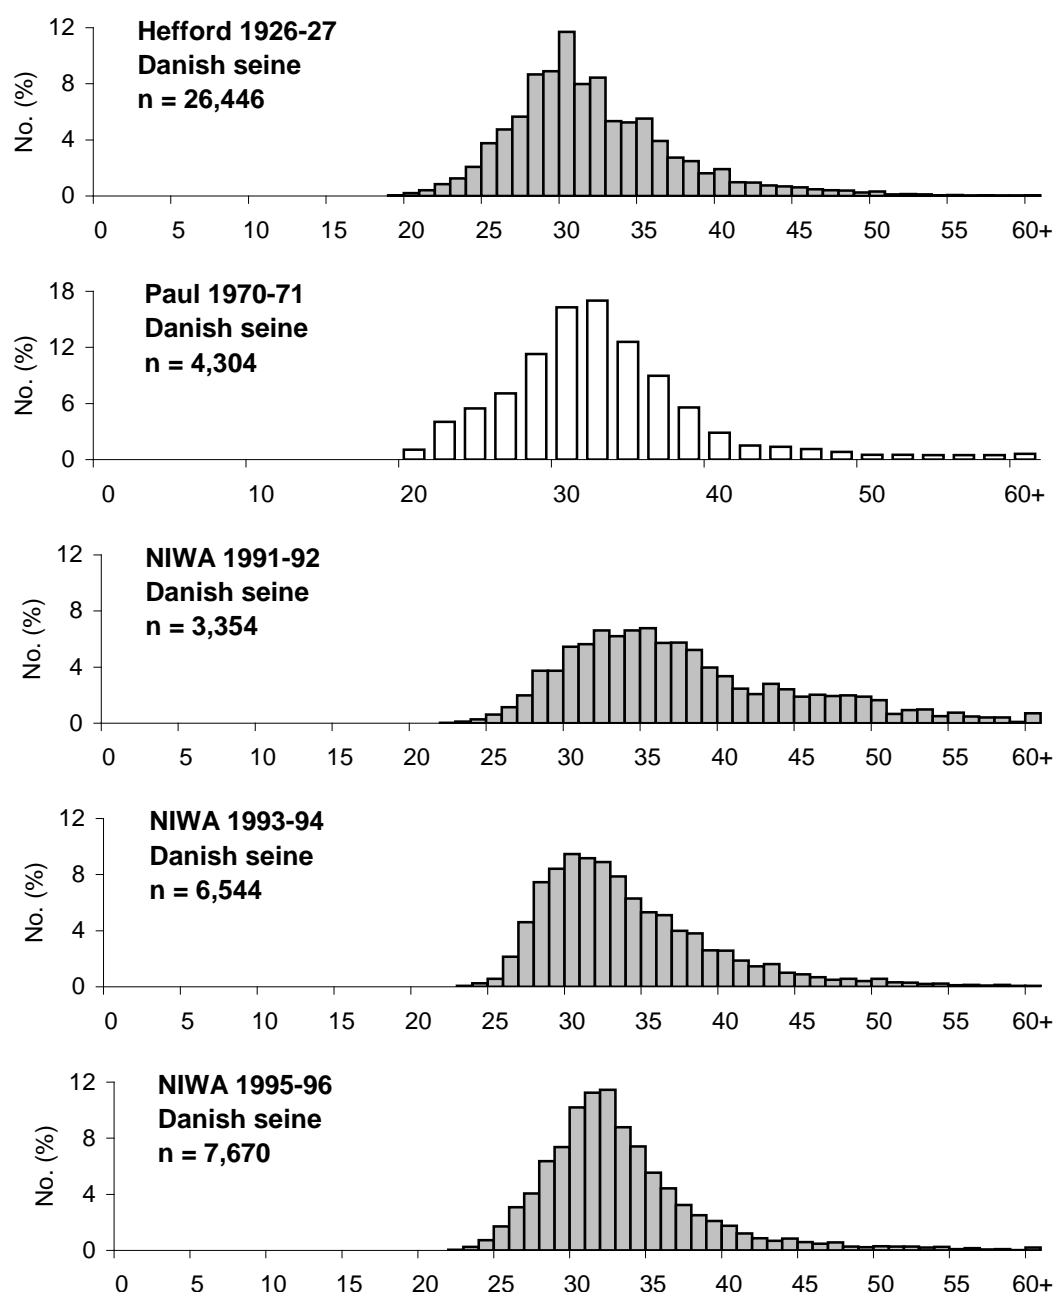 Hefford 1926-27
Danish seine
n = 26,446
No. (%)
12
8
4
0
0 5 10 15 20 25 30 35 40 45 50 55 60+
Paul 1970-71
Danish seine
n = 4,304
No. (%)
18
12
6
0
0 10 20 30 40 50 60+
NIWA 1991-92
Danish seine
n = 3,354
No. (%)
12
8
4
0
0 5 10 15 20 25 30 35 40 45 50 55 60+
NIWA 1993-94
Danish seine
n = 6,544
No. (%)
12
8
4
0
0 5 10 15 20 25 30 35 40 45 50 55 60+
NIWA 1995-96
Danish seine
n = 7,670
No. (%)
12
8
4
0
0 5 10 15 20 25 30 35 40 45 50 55 60+